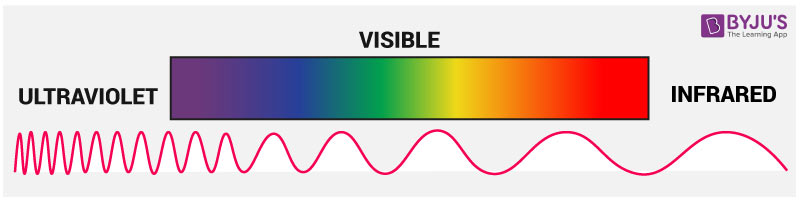 BYJU'S
The Learning App
VISIBLE
ULTRAVIOLET
INFRARED